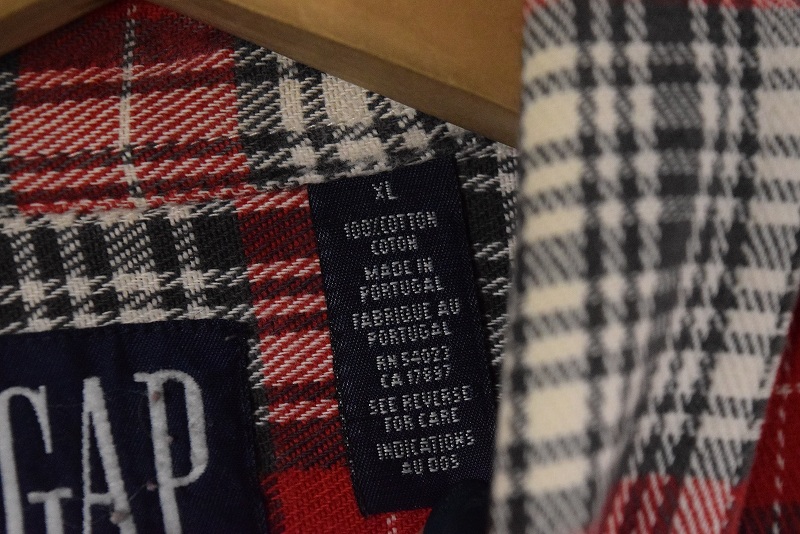 XL
100%COTTON
COTON
MADE IN
PORTUGAL
FABRIQUE AU
PORTUGAL
RN 54023
CA 17897
SEE REVERSE
FOR CARE
INDICATIONS
AU DOS
GAP